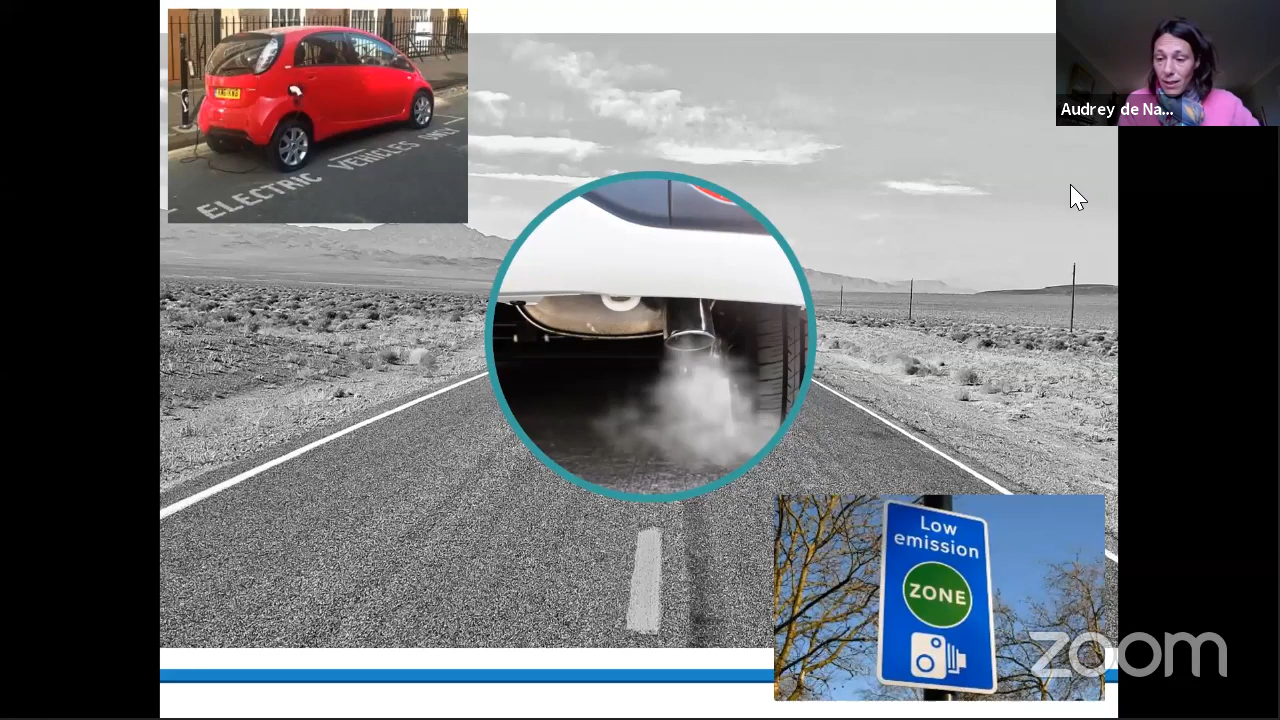 ELECTRIC VEHICLES ONLY
Audrey de Na...
Low
emission
ZONE
zoom